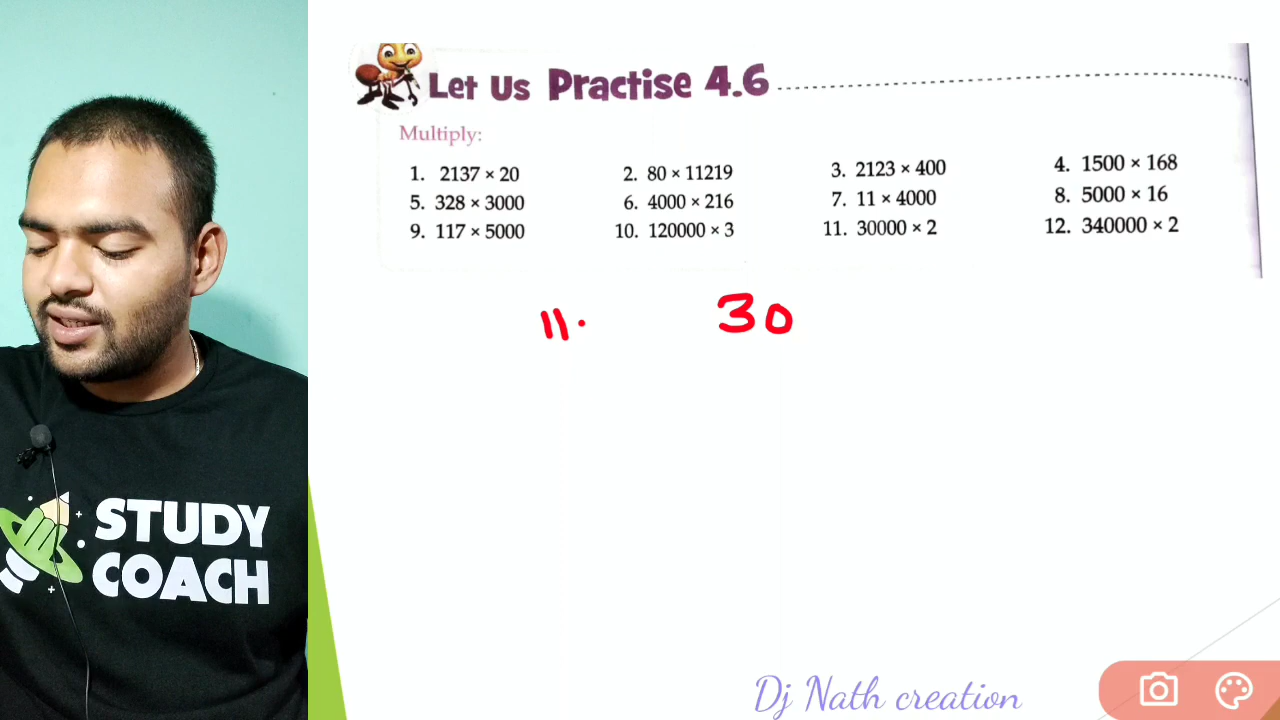 Let Us Practise 4.6
Multiply:
1. 2137 × 20 2. 80 × 11219 3. 2123 × 400 4. 1500 × 168
5. 328 × 3000 6. 4000 × 216 7. 11 × 4000 8. 5000 × 16
9. 117 × 5000 10. 120000 × 3 11. 30000 × 2 12. 340000 × 2
11. 30
STUDY
COACH
Dj Nath creation